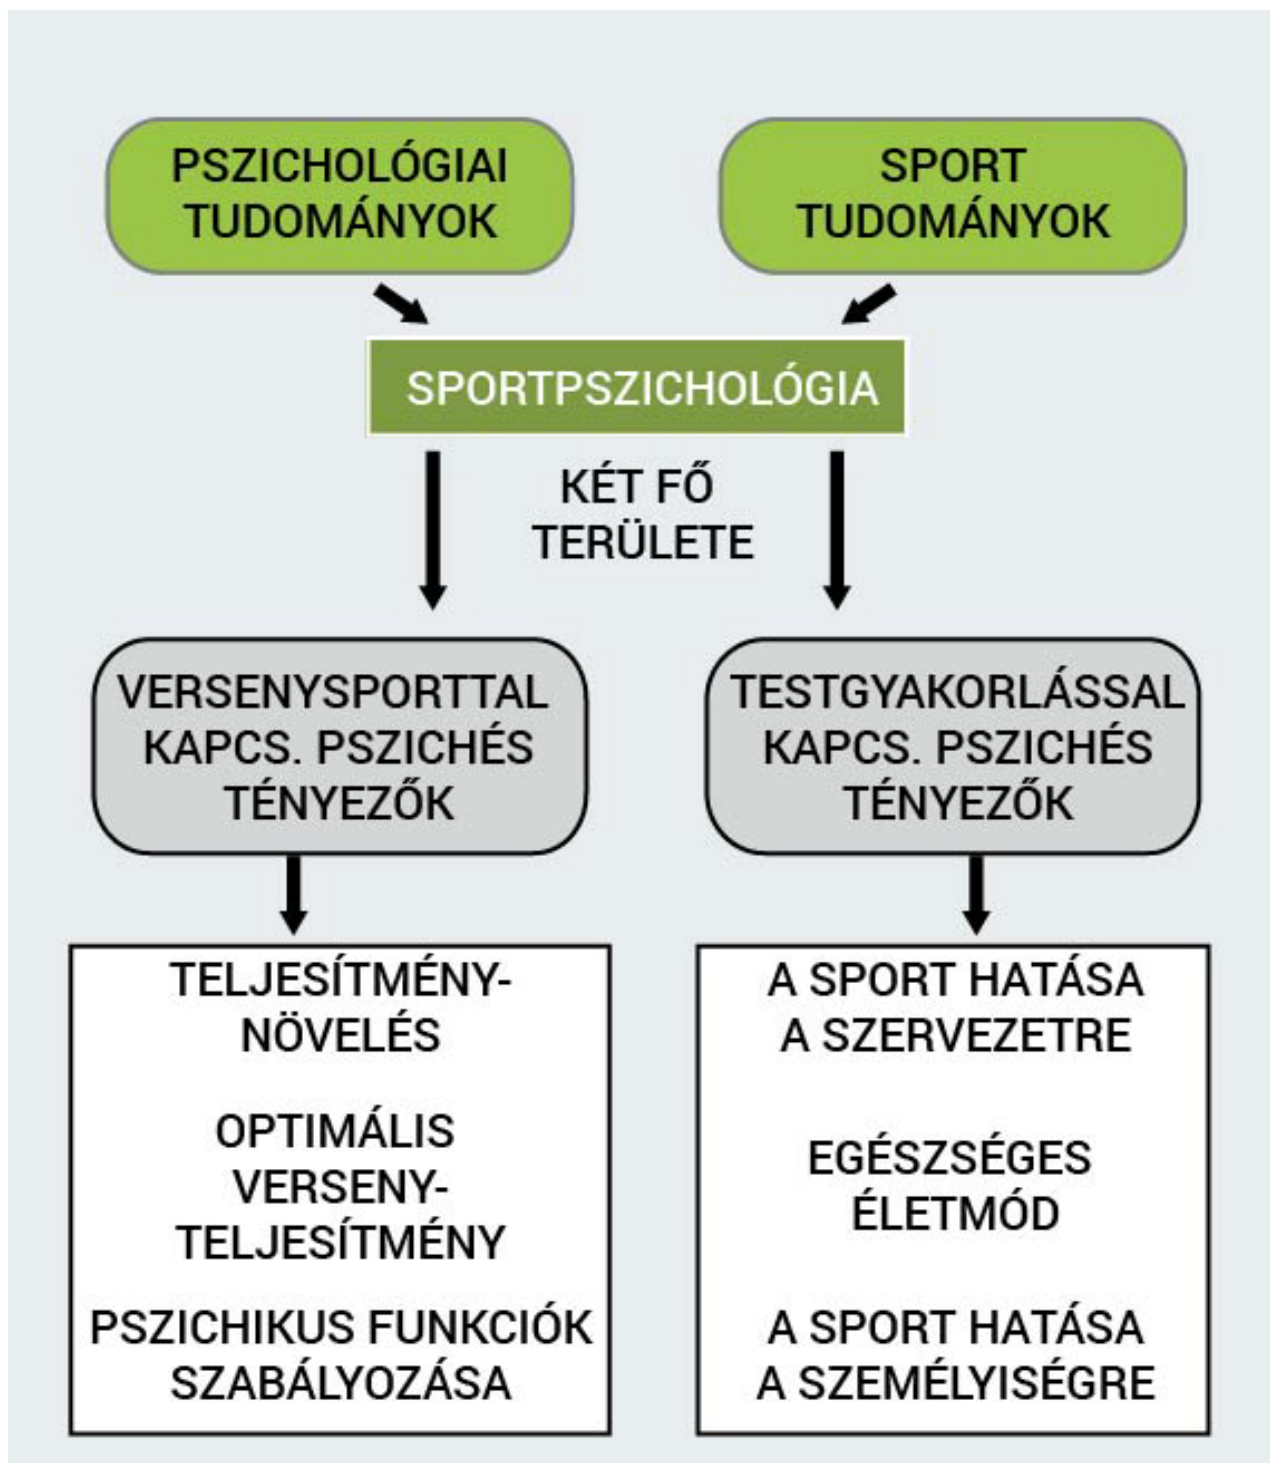 PSZICHOLÓGIAI
TUDOMÁNYOK
SPORT
TUDOMÁNYOK
SPORTPSZICHOLÓGIA
KÉT FŐ
TERÜLETE
VERSENYSPORTTAL
KAPCS. PSZICHÉS
TÉNYEZŐK
TESTGYAKORLÁSSAL
KAPCS. PSZICHÉS
TÉNYEZŐK
TELJESÍTMÉNY-
NÖVELÉS
OPTIMÁLIS
VERSENY-
TELJESÍTMÉNY
PSZICHIKUS FUNKCIÓK
SZABÁLYOZÁSA
A SPORT HATÁSA
A SZERVEZETRE
EGÉSZSÉGES
ÉLETMÓD
A SPORT HATÁSA
A SZEMÉLYISÉGRE